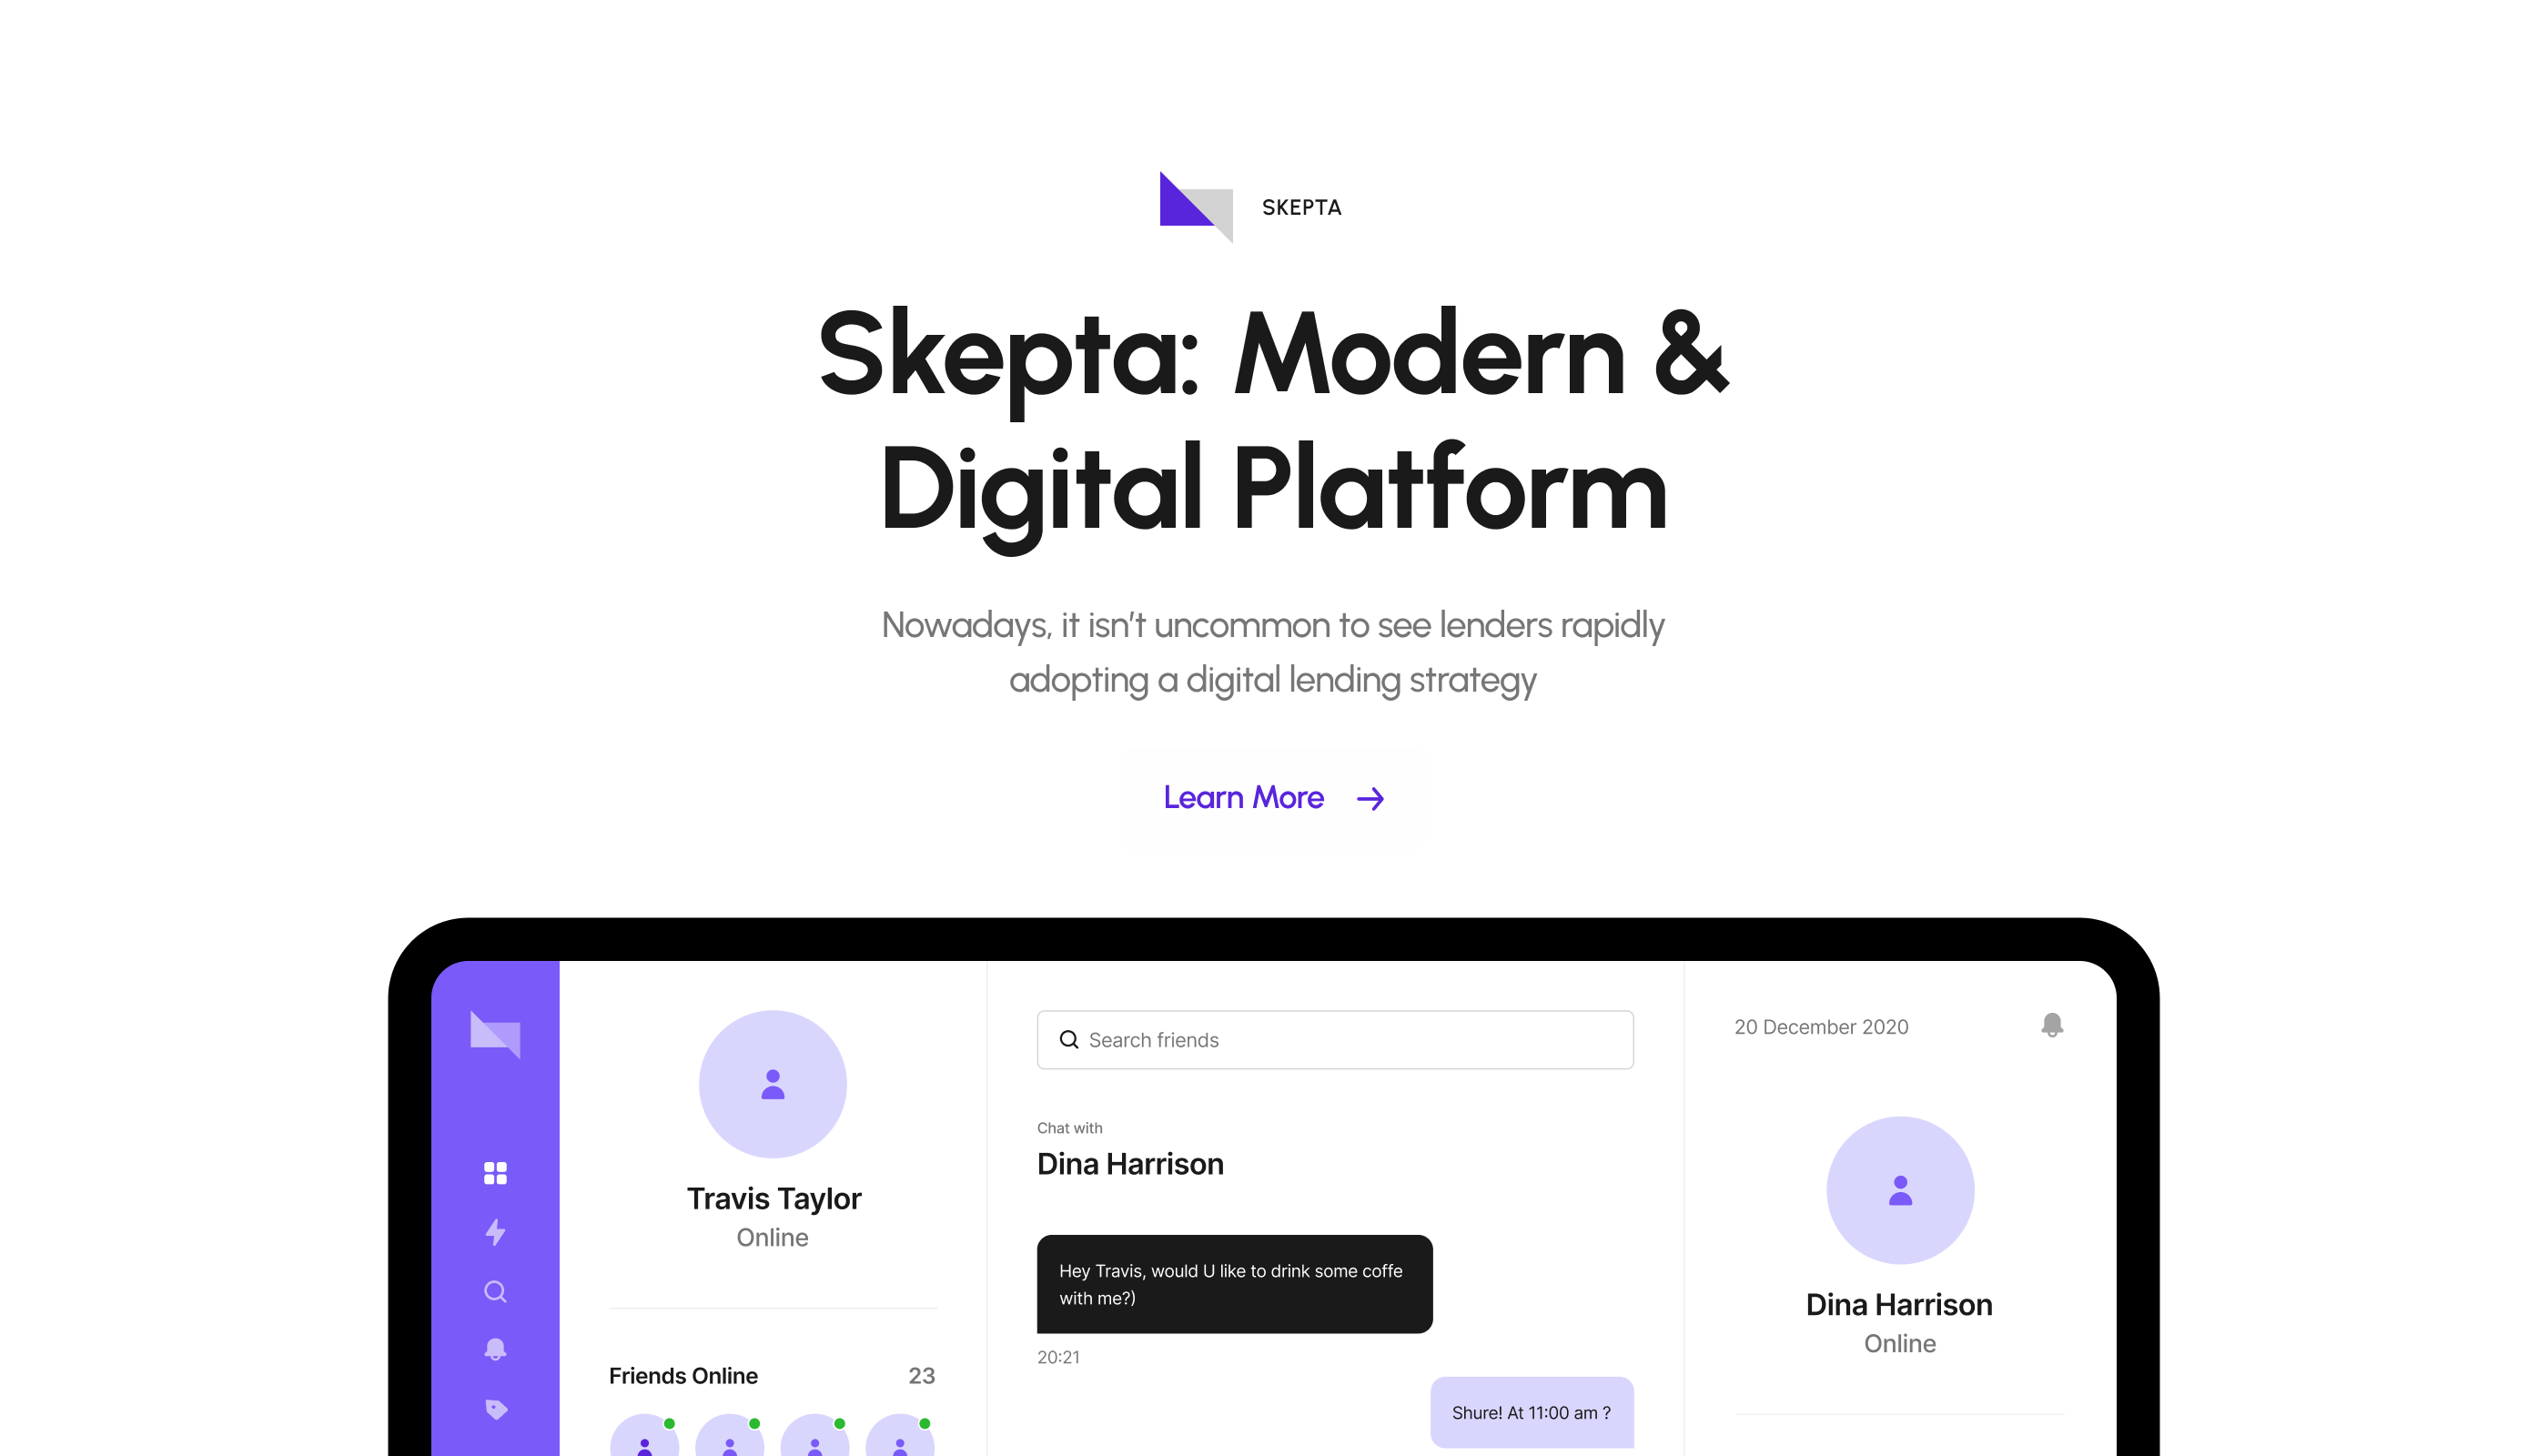 SKEPTA
Skepta: Modern &
Digital Platform
Nowadays, it isn’t uncommon to see lenders rapidly
adopting a digital lending strategy
Learn More
Travis Taylor
Online
Friends Online 23
Search friends
Chat with
Dina Harrison
Hey Travis, would U like to drink some coffe
with me?)
20:21
Shure! At 11:00 am ?
20 December 2020
Dina Harrison
Online